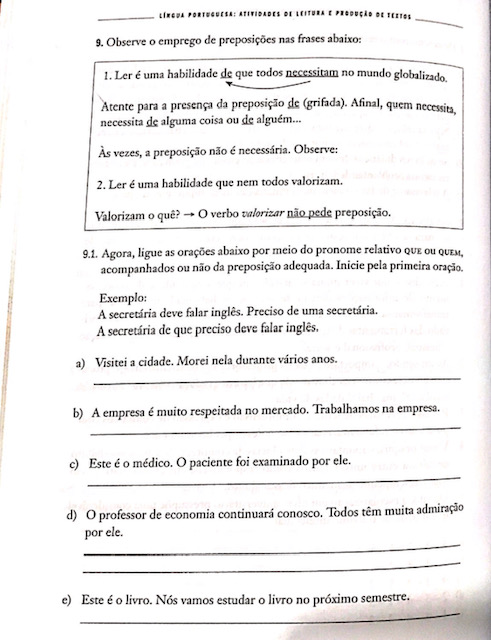 LÍNGUA PORTUGUESA: ATIVIDADES DE LEITURA E PRODUÇÃO DE TEXTOS
9. Observe o emprego de preposições nas frases abaixo:
1. Ler é uma habilidade de que todos necessitam no mundo globalizado.
Atente para a presença da preposição de (grifada). Afinal, quem necessita,
necessita de alguma coisa ou de alguém...
Às vezes, a preposição não é necessária. Observe:
2. Ler é uma habilidade que nem todos valorizam.
Valorizam o quê? → O verbo valorizar não pede preposição.
9.1. Agora, ligue as orações abaixo por meio do pronome relativo QUE ou QUEM,
acompanhados ou não da preposição adequada. Inicie pela primeira oração.
Exemplo:
A secretária deve falar inglês. Preciso de uma secretária.
A secretária de que preciso deve falar inglês.
a) Visitei a cidade. Morei nela durante vários anos.
b) A empresa é muito respeitada no mercado. Trabalhamos na empresa.
c) Este é o médico. O paciente foi examinado por ele.
d) O professor de economia continuará conosco. Todos têm muita admiração
por ele.
e) Este é o livro. Nós vamos estudar o livro no próximo semestre.